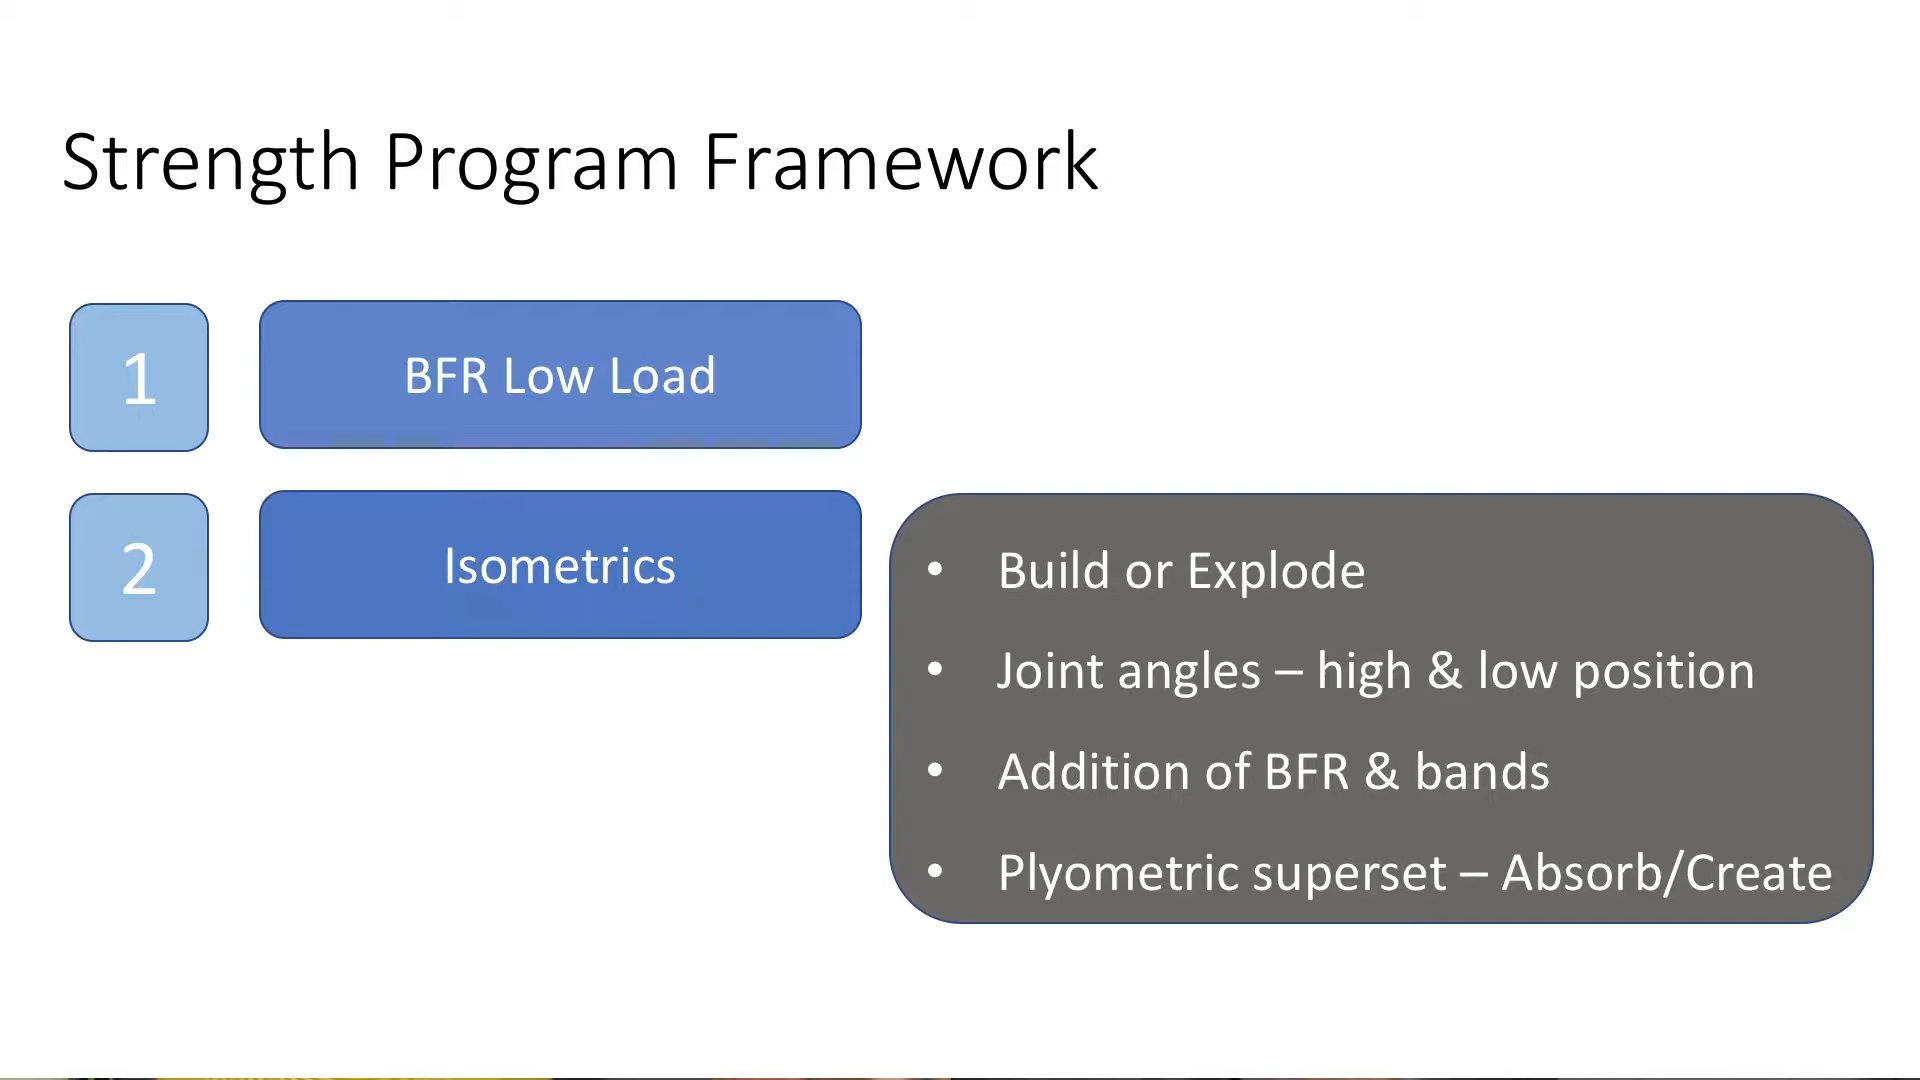 Strength Program Framework
1
BFR Low Load
2
Isometrics
• Build or Explode
• Joint angles – high & low position
• Addition of BFR & bands
• Plyometric superset – Absorb/Create